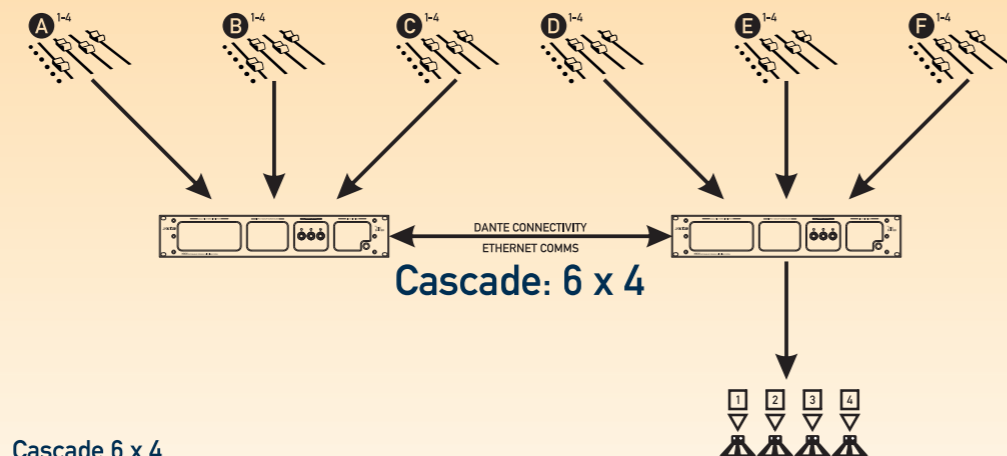 A 1-4 B 1-4 C 1-4 D 1-4 E 1-4 F 1-4
DANTE CONNECTIVITY
ETHERNET COMMS
Cascade: 6 x 4
1 2 3 4
Cascade 6 x 4